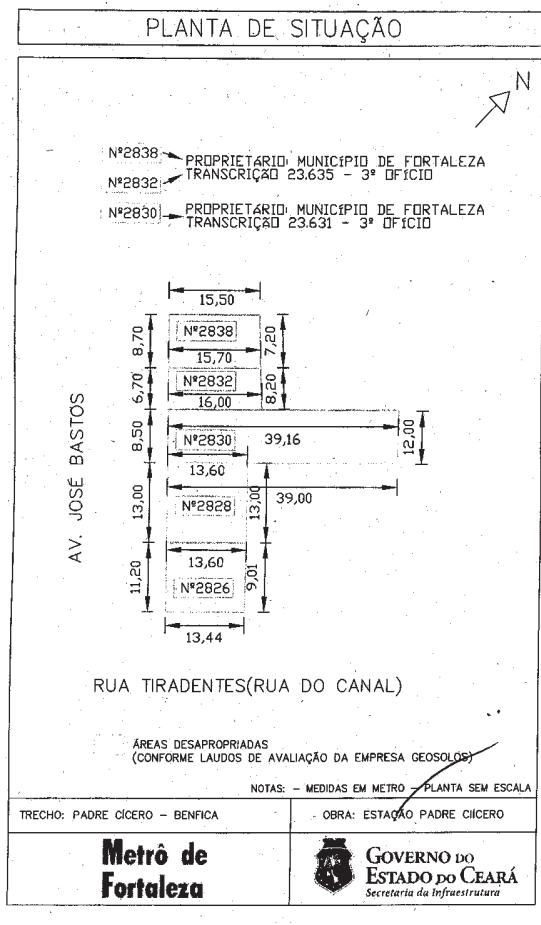 PLANTA DE SITUAÇÃO
N
Nº2838 PROPRIETÁRIO: MUNICÍPIO DE FORTALEZA
Nº2832 TRANSCRIÇÃO 23.635 - 3º OFÍCIO
Nº2830 PROPRIETÁRIO: MUNICÍPIO DE FORTALEZA
TRANSCRIÇÃO 23.631 - 3º OFÍCIO
15,50
8,70
Nº2838
7,20
15,70
6,70
Nº2832
8,20
16,00
AV. JOSÉ BASTOS
8,50
Nº2830
39,16
12,00
13,60
39,00
13,00
Nº2828
13,00
13,60
11,20
Nº2826
9,01
13,44
RUA TIRADENTES(RUA DO CANAL)
ÁREAS DESAPROPRIADAS
(CONFORME LAUDOS DE AVALIAÇÃO DA EMPRESA GEOSOLOS)
NOTAS: - MEDIDAS EM METRO - PLANTA SEM ESCALA
TRECHO: PADRE CÍCERO - BENFICA
OBRA: ESTAÇÃO PADRE CIÍCERO
Metrô de
Fortaleza
GOVERNO DO
ESTADO DO CEARÁ
Secretaria da Infraestrutura